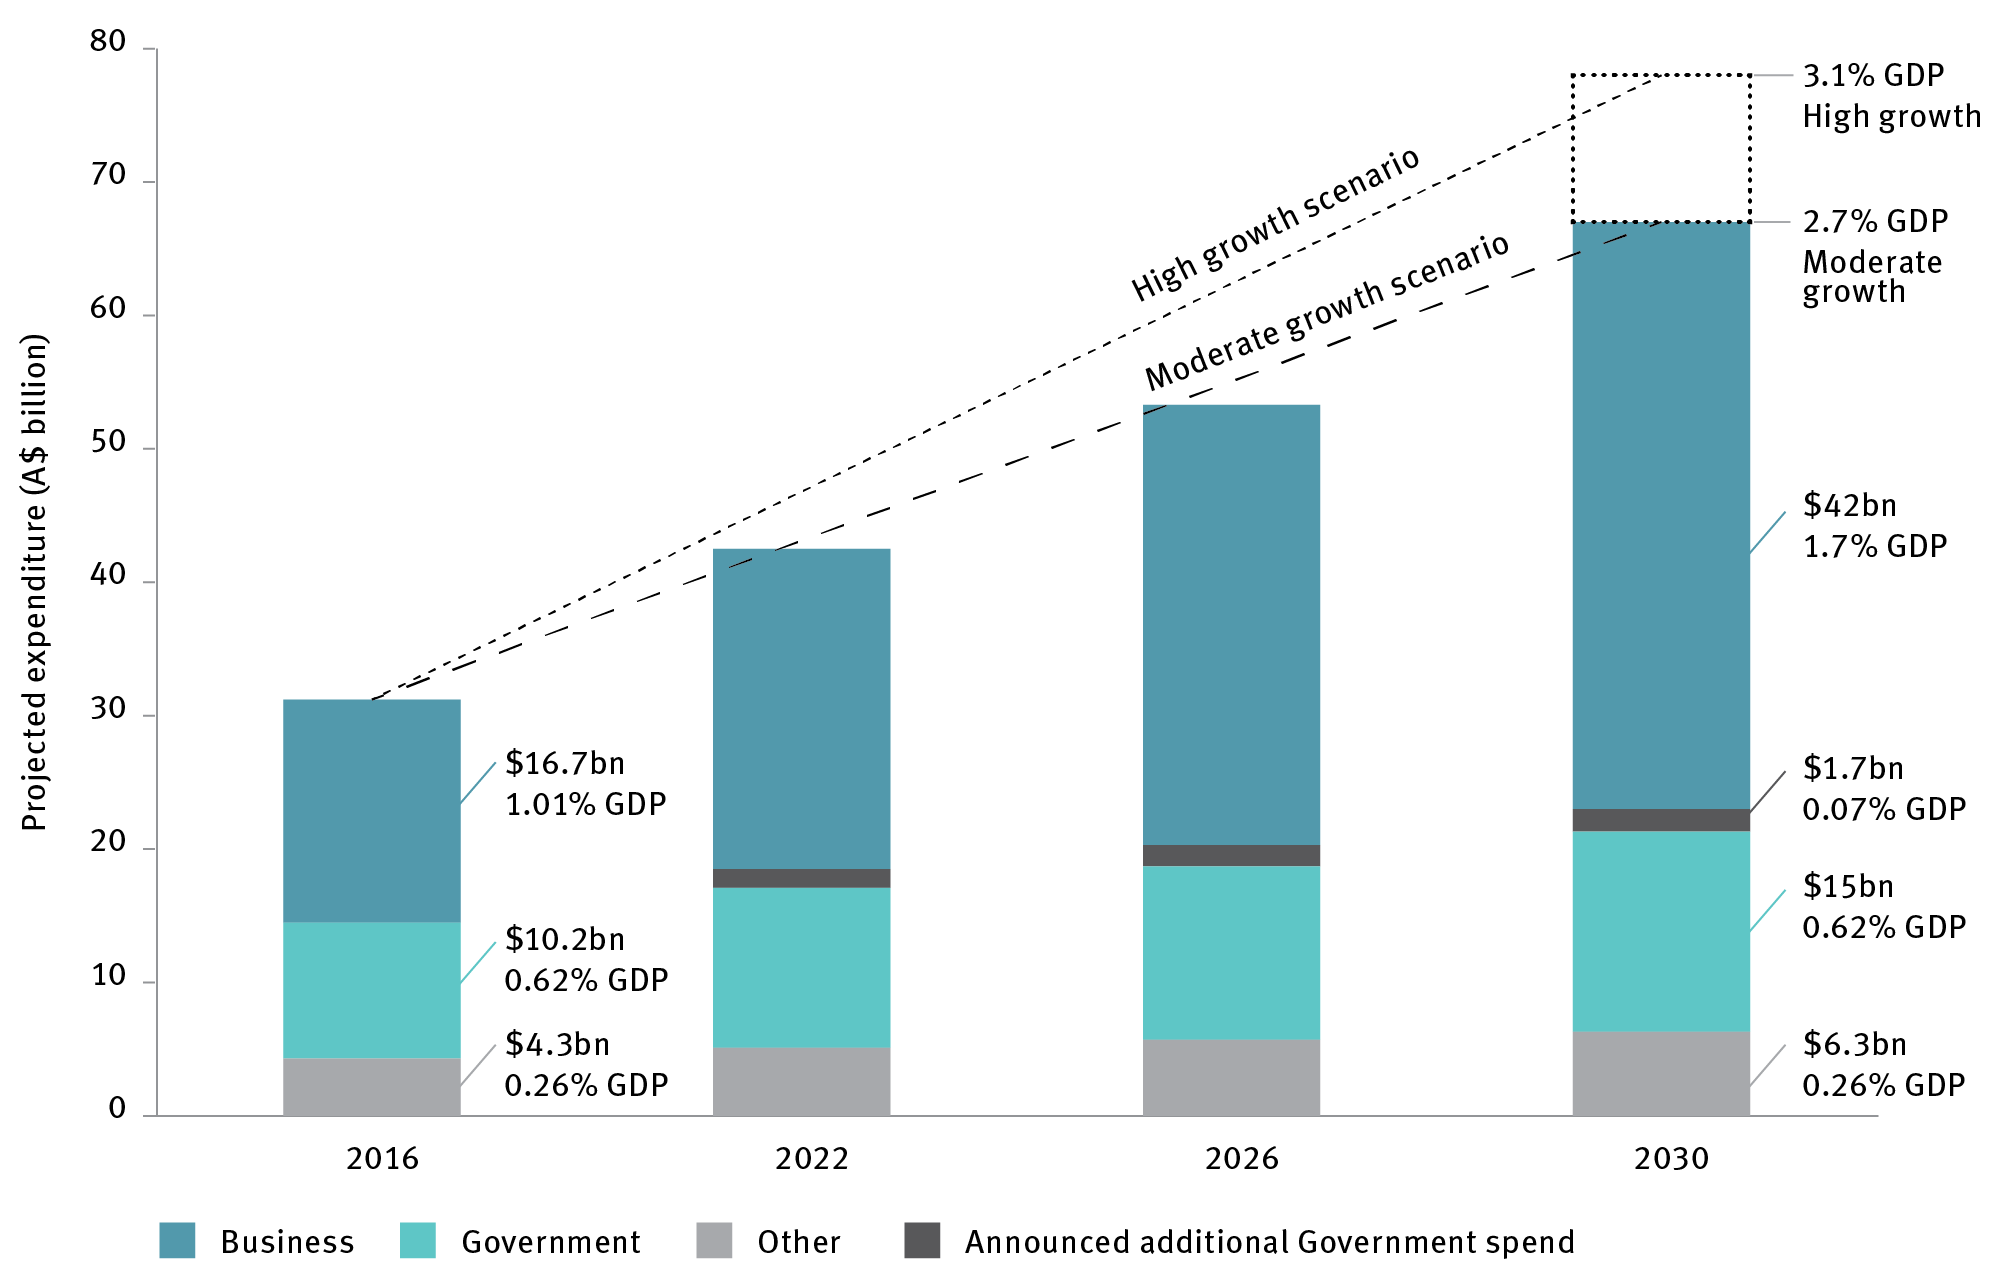 Projected expenditure (A$ billion)
80
70
60
50
40
30
20
10
0
High growth scenario
Moderate growth scenario
3.1% GDP
High growth
2.7% GDP
Moderate
growth
$42bn
1.7% GDP
$1.7bn
0.07% GDP
$15bn
0.62% GDP
$6.3bn
0.26% GDP
$16.7bn
1.01% GDP
$10.2bn
0.62% GDP
$4.3bn
0.26% GDP
2016 2022 2026 2030
Business Government Other Announced additional Government spend